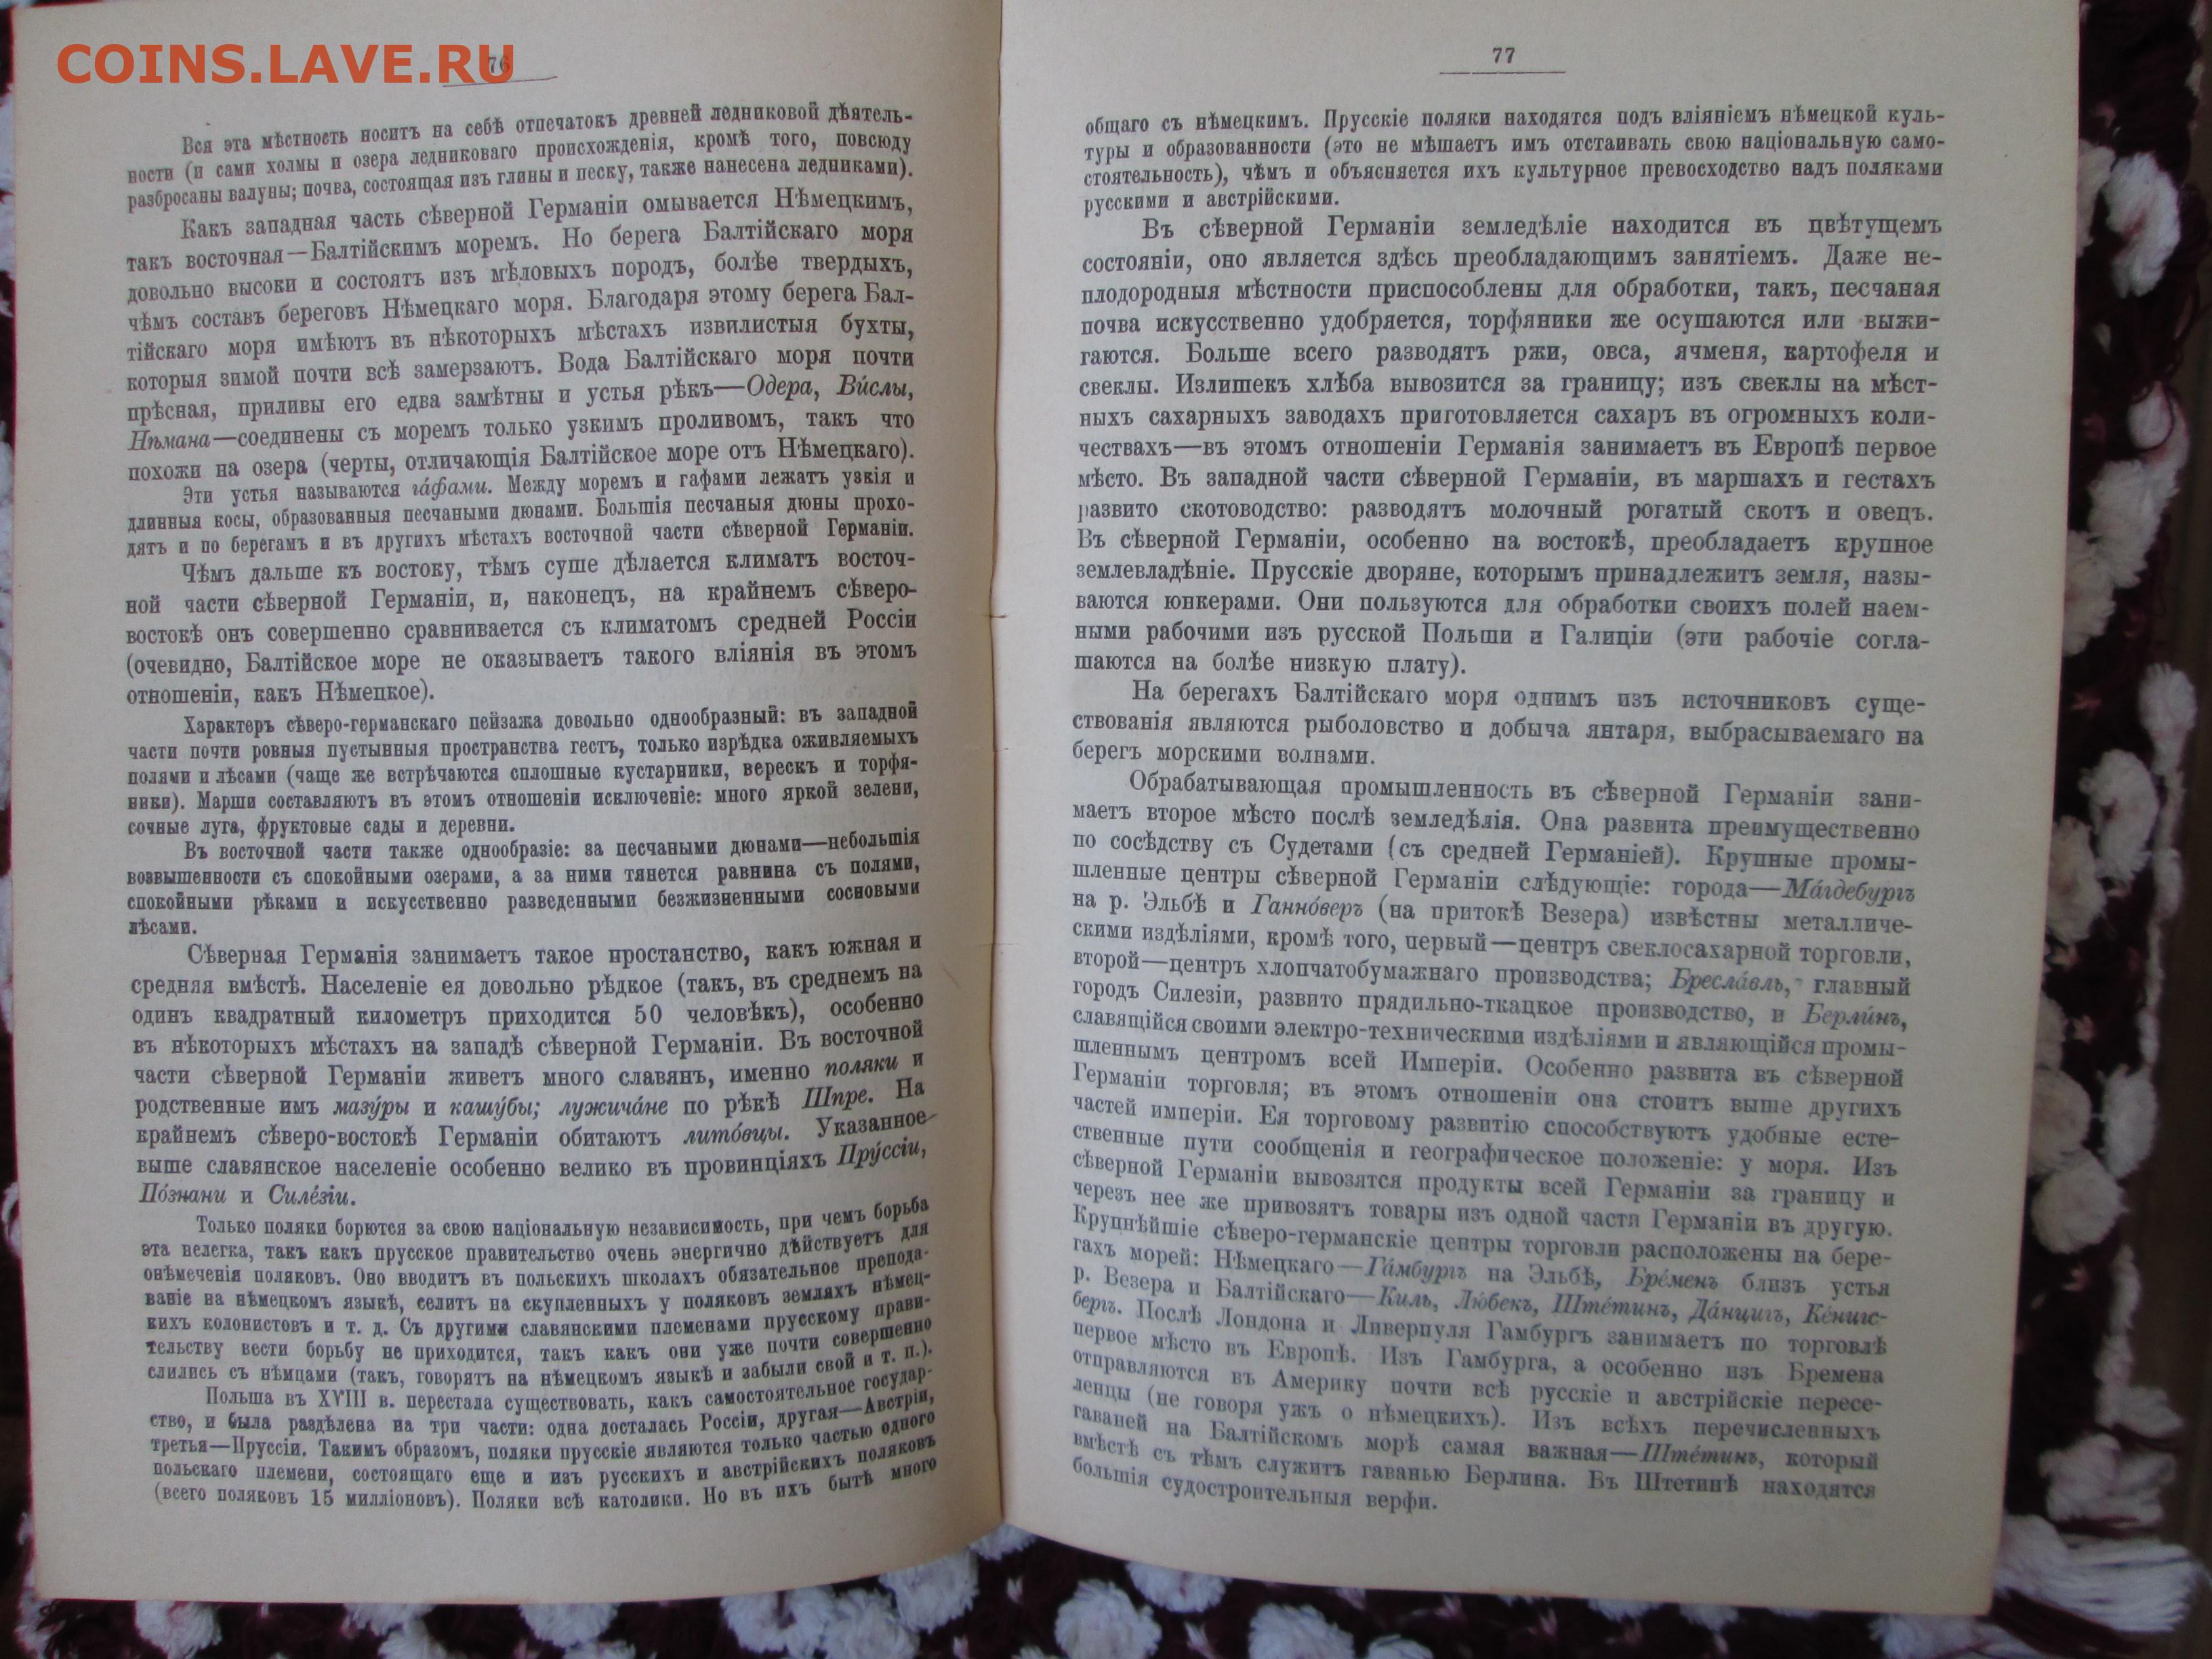 COINS.LAVE.RU
76
Вся эта мѣстность носитъ на себѣ отпечатокъ древней ледниковой дѣятель-
ности (и сами холмы и озера ледниковаго происхожденія, кромѣ того, повсюду
разбросаны валуны; почва, состоящая изъ глины и песку, также нанесена ледниками).
Какъ западная часть сѣверной Германіи омывается Нѣмецкимъ,
такъ восточная—Балтійскимъ моремъ. Но берега Балтійскаго моря
довольно высоки и состоятъ изъ мѣловыхъ породъ, болѣе твердыхъ,
чѣмъ составъ береговъ Нѣмецкаго моря. Благодаря этому берега Бал-
тійскаго моря имѣютъ въ нѣкоторыхъ мѣстахъ извилистыя бухты,
которыя зимой почти всѣ замерзаютъ. Вода Балтійскаго моря почти
прѣсная, приливы его едва замѣтны и устья рѣкъ—Одера, Ви́слы,
Нѣмана—соединены съ моремъ только узкимъ проливомъ, такъ что
похожи на озера (черты, отличающія Балтійское море отъ Нѣмецкаго).
Эти устья называются га́фами. Между моремъ и гафами лежатъ узкія и
длинныя косы, образованныя песчаными дюнами. Большія песчаныя дюны прохо-
дятъ и по берегамъ и въ другихъ мѣстахъ восточной части сѣверной Германіи.
Чѣмъ дальше къ востоку, тѣмъ суше дѣлается климатъ восточ-
ной части сѣверной Германіи, и, наконецъ, на крайнемъ сѣверо-
востокѣ онъ совершенно сравнивается съ климатомъ средней Россіи
(очевидно, Балтійское море не оказываетъ такого вліянія въ этомъ
отношеніи, какъ Нѣмецкое).
Характеръ сѣверо-германскаго пейзажа довольно однообразный: въ западной
части почти ровныя пустынныя пространства гестъ, только изрѣдка оживляемыхъ
полями и лѣсами (чаще же встрѣчаются сплошные кустарники, верескъ и торфя-
ники). Марши составляютъ въ этомъ отношеніи исключеніе: много яркой зелени,
сочные луга, фруктовые сады и деревни.
Въ восточной части также однообразіе: за песчаными дюнами—небольшія
возвышенности съ спокойными озерами, а за ними тянется равнина съ полями,
спокойными рѣками и искусственно разведенными безжизненными сосновыми
лѣсами.
Сѣверная Германія занимаетъ такое простанство, какъ южная и
средняя вмѣстѣ. Населеніе ея довольно рѣдкое (такъ, въ среднемъ на
одинъ квадратный километръ приходится 50 человѣкъ), особенно
въ нѣкоторыхъ мѣстахъ на западѣ сѣверной Германіи. Въ восточной
части сѣверной Германіи живетъ много славянъ, именно поляки и
родственные имъ мазу́ры и кашу́бы; лужича́не по рѣкѣ Шпре. На
крайнемъ сѣверо-востокѣ Германіи обитаютъ лито́вцы. Указанное
выше славянское населеніе особенно велико въ провинціяхъ Пру́ссіи,
По́знани и Силе́зіи.
Только поляки борются за свою національную независимость, при чемъ борьба
эта нелегка, такъ какъ прусское правительство очень энергично дѣйствуетъ для
онѣмеченія поляковъ. Оно вводитъ въ польскихъ школахъ обязательное препода-
ваніе на нѣмецкомъ языкѣ, селитъ на скупленныхъ у поляковъ земляхъ нѣмец-
кихъ колонистовъ и т. д. Съ другими славянскими племенами прусскому прави-
тельству вести борьбу не приходится, такъ какъ они уже почти совершенно
слились съ нѣмцами (такъ, говорятъ на нѣмецкомъ языкѣ и забыли свой и т. п.).
Польша въ XVIII в. перестала существовать, какъ самостоятельное государ-
ство, и была раздѣлена на три части: одна досталась Россіи, другая—Австріи,
третья—Пруссіи. Такимъ образомъ, поляки прусскіе являются только частью одного
польскаго племени, состоящаго еще и изъ русскихъ и австрійскихъ поляковъ
(всего поляковъ 15 милліоновъ). Поляки всѣ католики. Но въ ихъ бытѣ много
77
общаго съ нѣмецкимъ. Прусскіе поляки находятся подъ вліяніемъ нѣмецкой куль-
туры и образованности (это не мѣшаетъ имъ отстаивать свою національную само-
стоятельность), чѣмъ и объясняется ихъ культурное превосходство надъ поляками
русскими и австрійскими.
Въ сѣверной Германіи земледѣліе находится въ цвѣтущемъ
состояніи, оно является здѣсь преобладающимъ занятіемъ. Даже не-
плодородныя мѣстности приспособлены для обработки, такъ, песчаная
почва искусственно удобряется, торфяники же осушаются или выжи-
гаются. Больше всего разводятъ ржи, овса, ячменя, картофеля и
свеклы. Излишекъ хлѣба вывозится за границу; изъ свеклы на мѣст-
ныхъ сахарныхъ заводахъ приготовляется сахаръ въ огромныхъ коли-
чествахъ—въ этомъ отношеніи Германія занимаетъ въ Европѣ первое
мѣсто. Въ западной части сѣверной Германіи, въ маршахъ и гестахъ
развито скотоводство: разводятъ молочный рогатый скотъ и овецъ.
Въ сѣверной Германіи, особенно на востокѣ, преобладаетъ крупное
землевладѣніе. Прусскіе дворяне, которымъ принадлежитъ земля, назы-
ваются юнкерами. Они пользуются для обработки своихъ полей наем-
ными рабочими изъ русской Польши и Галиціи (эти рабочіе согла-
шаются на болѣе низкую плату).
На берегахъ Балтійскаго моря однимъ изъ источниковъ суще-
ствованія являются рыболовство и добыча янтаря, выбрасываемаго на
берегъ морскими волнами.
Обрабатывающая промышленность въ сѣверной Германіи зани-
маетъ второе мѣсто послѣ земледѣлія. Она развита преимущественно
по сосѣдству съ Судетами (съ средней Германіей). Крупные промы-
шленные центры сѣверной Германіи слѣдующіе: города—Ма́гдебургъ
на р. Эльбѣ и Ганно́веръ (на притокѣ Везера) извѣстны металличе-
скими издѣліями, кромѣ того, первый—центръ свеклосахарной торговли,
второй—центръ хлопчатобумажнаго производства; Бресла́вль, главный
городъ Силезіи, развито прядильно-ткацкое производство, и Берли́нъ,
славящійся своими электро-техническими издѣліями и являющійся промы-
шленнымъ центромъ всей Имперіи. Особенно развита въ сѣверной
Германіи торговля; въ этомъ отношеніи она стоитъ выше другихъ
частей имперіи. Ея торговому развитію способствуютъ удобные есте-
ственные пути сообщенія и географическое положеніе: у моря. Изъ
сѣверной Германіи вывозятся продукты всей Германіи за границу и
черезъ нее же привозятъ товары изъ одной части Германіи въ другую.
Крупнѣйшіе сѣверо-германскіе центры торговли расположены на бере-
гахъ морей: Нѣмецкаго—Га́мбургъ на Эльбѣ, Бре́менъ близъ устья
р. Везера и Балтійскаго—Киль, Лю́бекъ, Ште́тинъ, Да́нцигъ, Ке́нигс-
бергъ. Послѣ Лондона и Ливерпуля Гамбургъ занимаетъ по торговлѣ
первое мѣсто въ Европѣ. Изъ Гамбурга, а особенно изъ Бремена
отправляются въ Америку почти всѣ русскіе и австрійскіе пересе-
ленцы (не говоря ужъ о нѣмецкихъ). Изъ всѣхъ перечисленныхъ
гаваней на Балтійскомъ морѣ самая важная—Ште́тинъ, который
вмѣстѣ съ тѣмъ служитъ гаванью Берлина. Въ Штетинѣ находятся
большія судостроительныя верфи.